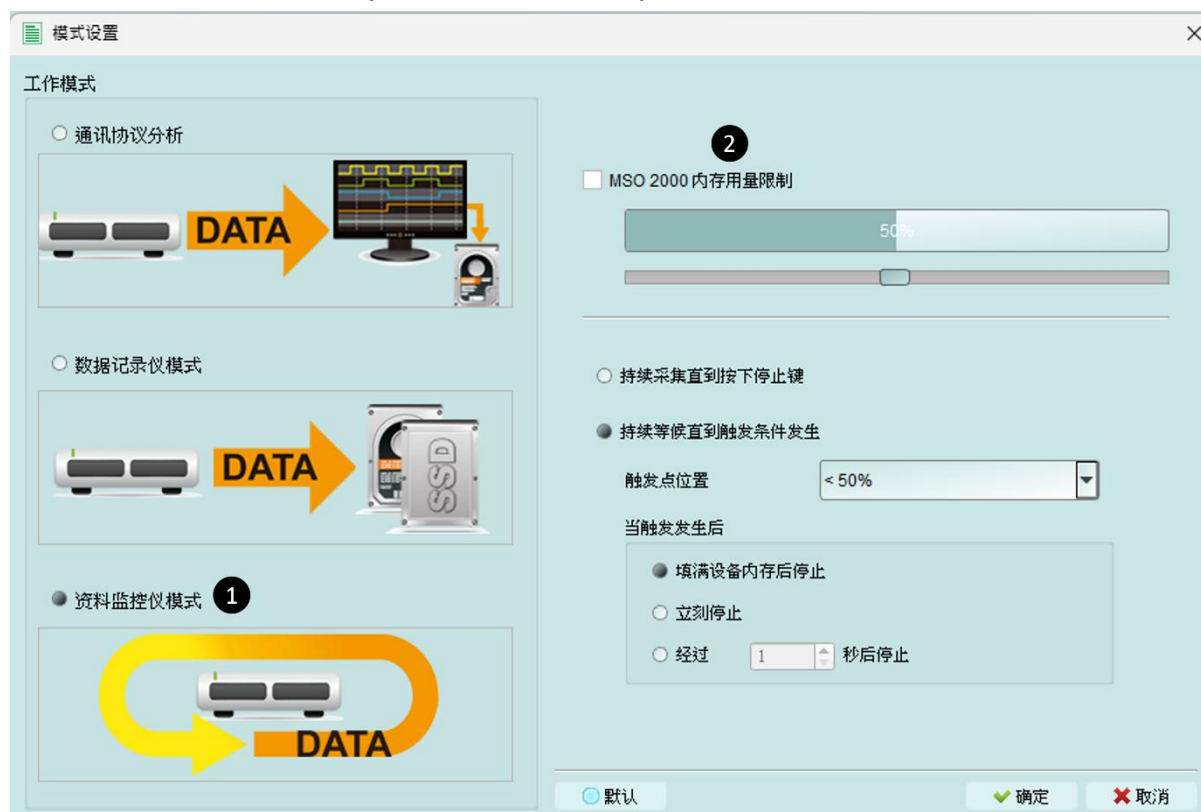 模式设置
工作模式
通讯协议分析
DATA
数据记录仪模式
DATA
SSD
资料监控仪模式 1
DATA
2
MSO 2000 内存用量限制
50%
持续采集直到按下停止键
持续等候直到触发条件发生
触发点位置 < 50%
当触发发生后
填满设备内存后停止
立刻停止
经过 1 秒后停止
默认 确定 取消